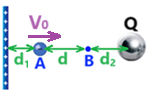 V₀ Q
d₁ A d B d₂